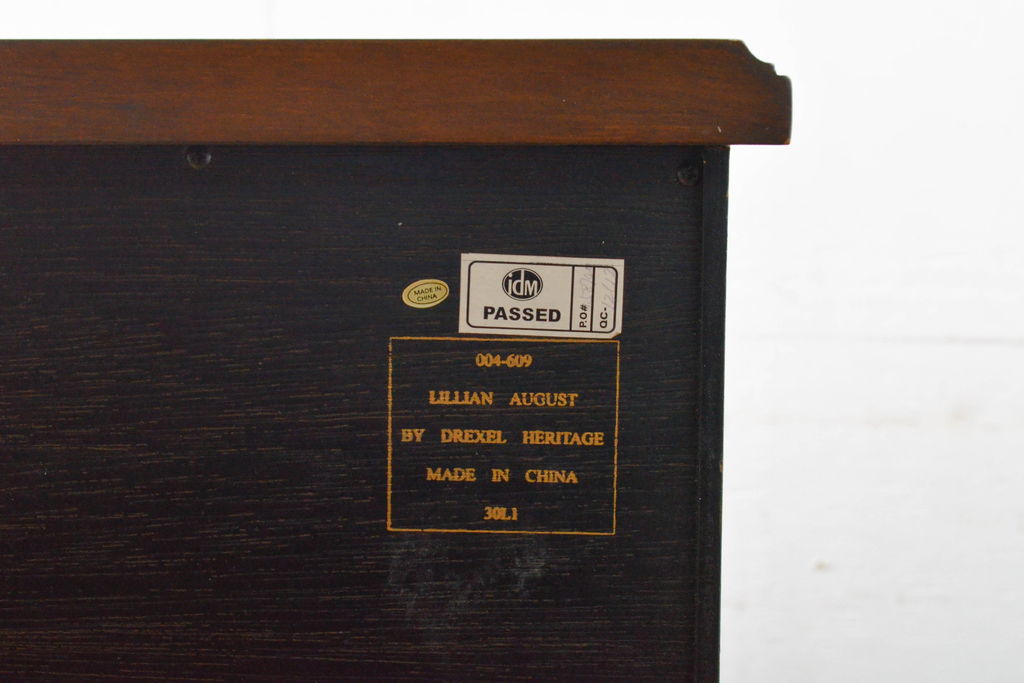 MADE IN
CHINA
idm
PASSED
P.O#
QC-
004-609
LILLIAN AUGUST
BY DREXEL HERITAGE
MADE IN CHINA
30L1